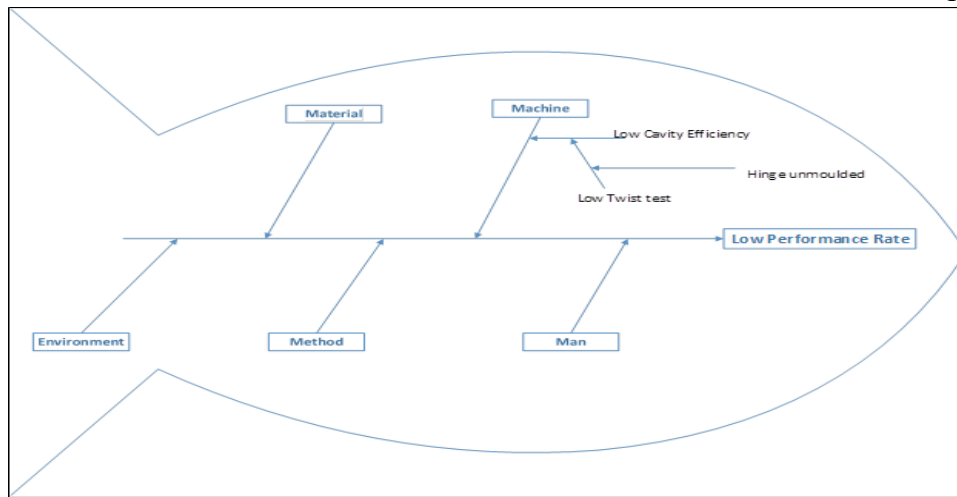 Material
Machine
Low Cavity Efficiency
Hinge unmoulded
Low Twist test
Low Performance Rate
Environment
Method
Man